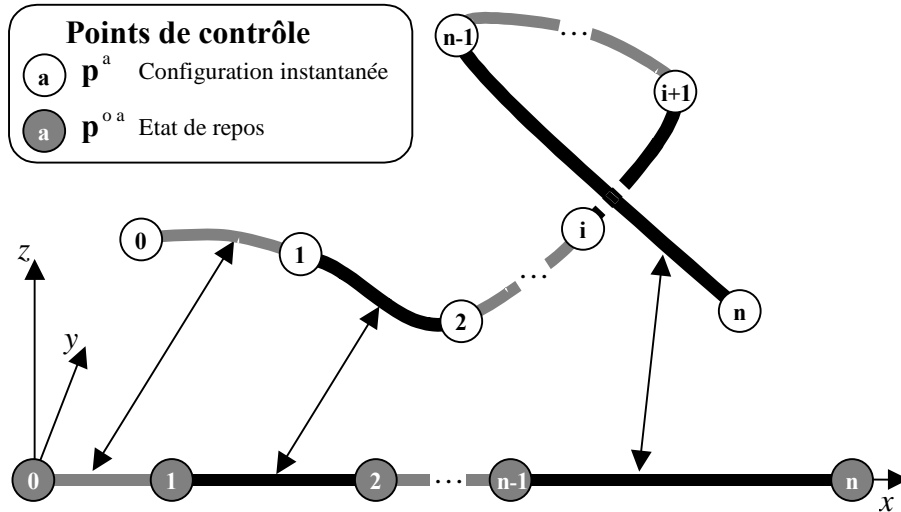 Points de contrôle
a p a Configuration instantanée
a p o a Etat de repos
n-1
...
i+1
0
1
i
...
2
n
z
y
0
1
2
...
n-1
n
x